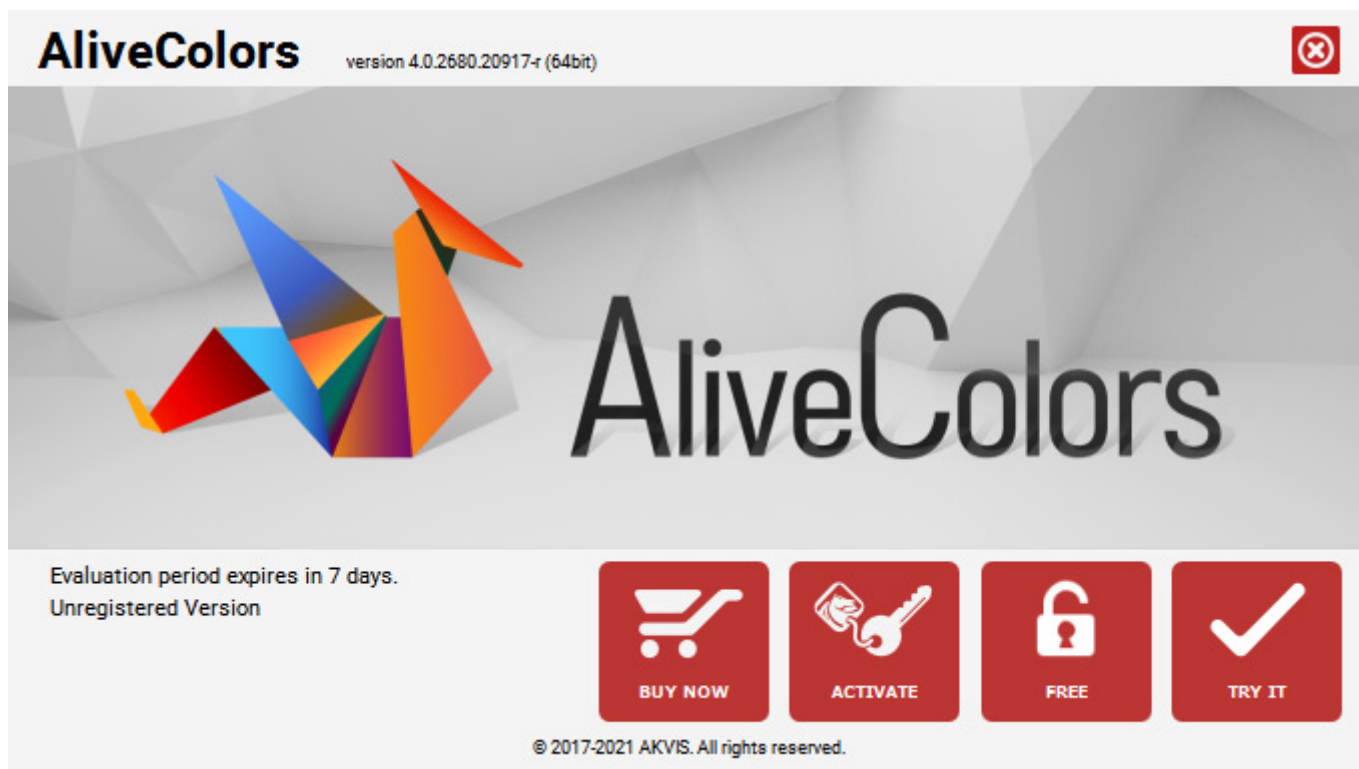 AliveColors version 4.0.2680.20917-r (64bit)
AliveColors
Evaluation period expires in 7 days.
Unregistered Version
BUY NOW ACTIVATE FREE TRY IT
© 2017-2021 AKVIS. All rights reserved.